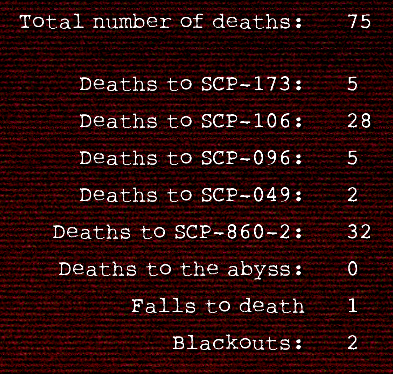 Total number of deaths: 75
Deaths to SCP-173: 5
Deaths to SCP-106: 28
Deaths to SCP-096: 5
Deaths to SCP-049: 2
Deaths to SCP-860-2: 32
Deaths to the abyss: 0
Falls to death 1
Blackouts: 2